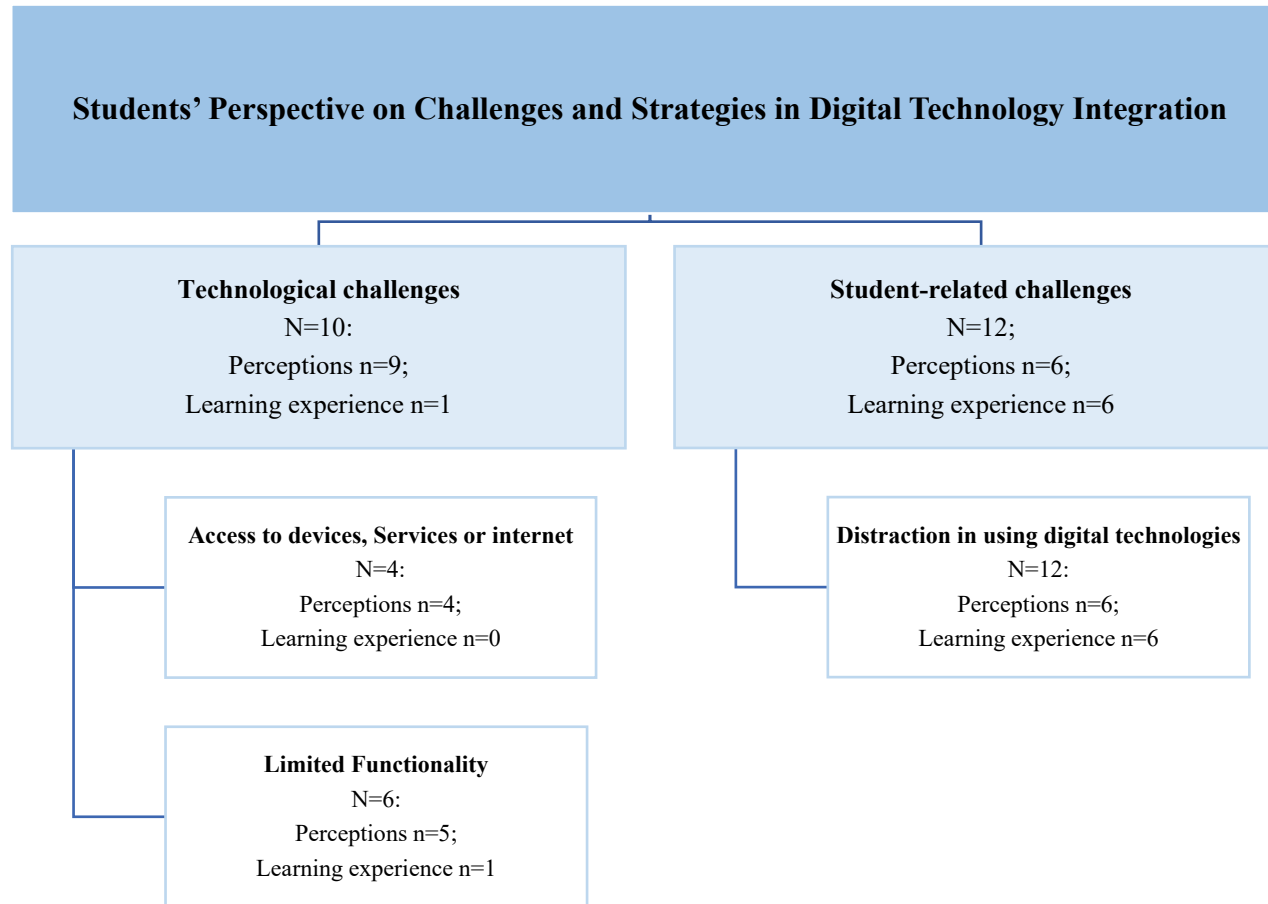 Students’ Perspective on Challenges and Strategies in Digital Technology Integration
Technological challenges
N=10:
Perceptions n=9;
Learning experience n=1
Student-related challenges
N=12;
Perceptions n=6;
Learning experience n=6
Access to devices, Services or internet
N=4:
Perceptions n=4;
Learning experience n=0
Distraction in using digital technologies
N=12:
Perceptions n=6;
Learning experience n=6
Limited Functionality
N=6:
Perceptions n=5;
Learning experience n=1